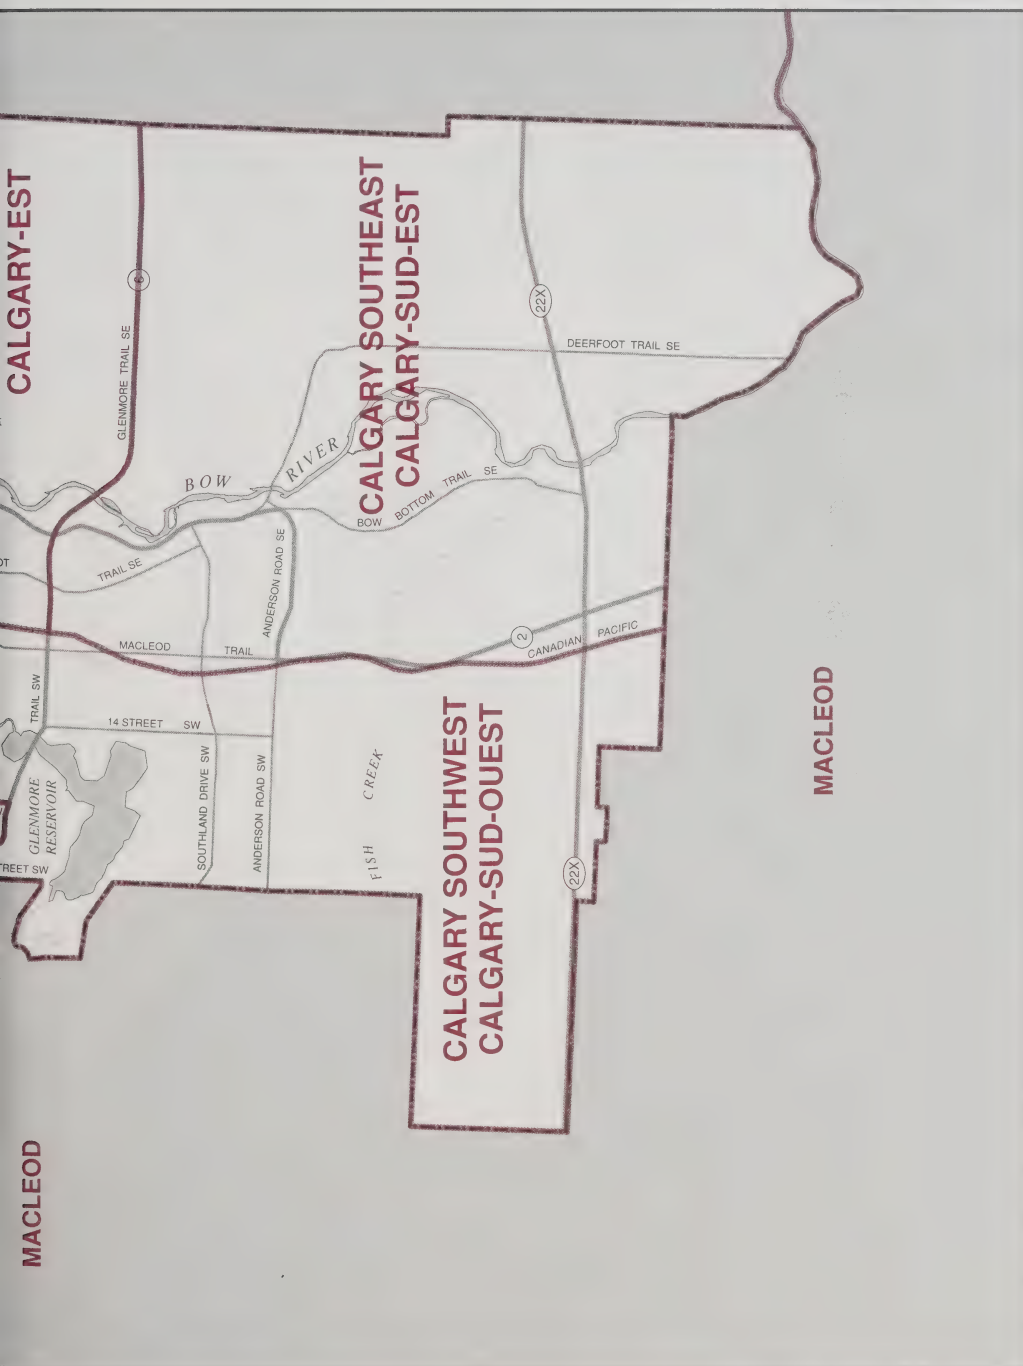 CALGARY-EST
GLENMORE TRAIL SE
6
CALGARY SOUTHEAST
CALGARY-SUD-EST
22X
DEERFOOT TRAIL SE
BOW
RIVER
BOW BOTTOM TRAIL SE
TRAIL SE
ANDERSON ROAD SE
MACLEOD TRAIL
2
CANADIAN PACIFIC
TRAIL SW
14 STREET SW
GLENMORE
RESERVOIR
SOUTHLAND DRIVE SW
ANDERSON ROAD SW
FISH CREEK
CALGARY SOUTHWEST
CALGARY-SUD-OUEST
22X
MACLEOD
MACLEOD